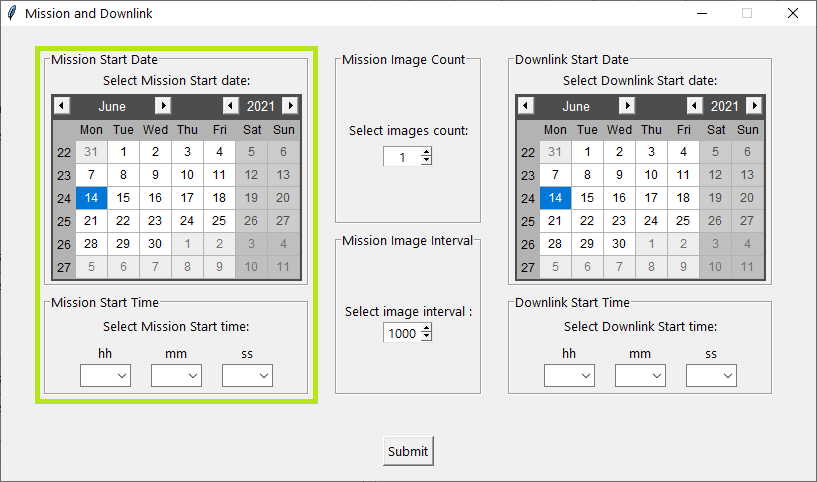 Mission and Downlink
Mission Start Date
Select Mission Start date:
June 2021
Mon Tue Wed Thu Fri Sat Sun
22 31 1 2 3 4 5 6
23 7 8 9 10 11 12 13
24 14 15 16 17 18 19 20
25 21 22 23 24 25 26 27
26 28 29 30 1 2 3 4
27 5 6 7 8 9 10 11
Mission Start Time
Select Mission Start time:
hh mm ss
Mission Image Count
Select images count:
1
Mission Image Interval
Select image interval :
1000
Downlink Start Date
Select Downlink Start date:
June 2021
Mon Tue Wed Thu Fri Sat Sun
22 31 1 2 3 4 5 6
23 7 8 9 10 11 12 13
24 14 15 16 17 18 19 20
25 21 22 23 24 25 26 27
26 28 29 30 1 2 3 4
27 5 6 7 8 9 10 11
Downlink Start Time
Select Downlink Start time:
hh mm ss
Submit